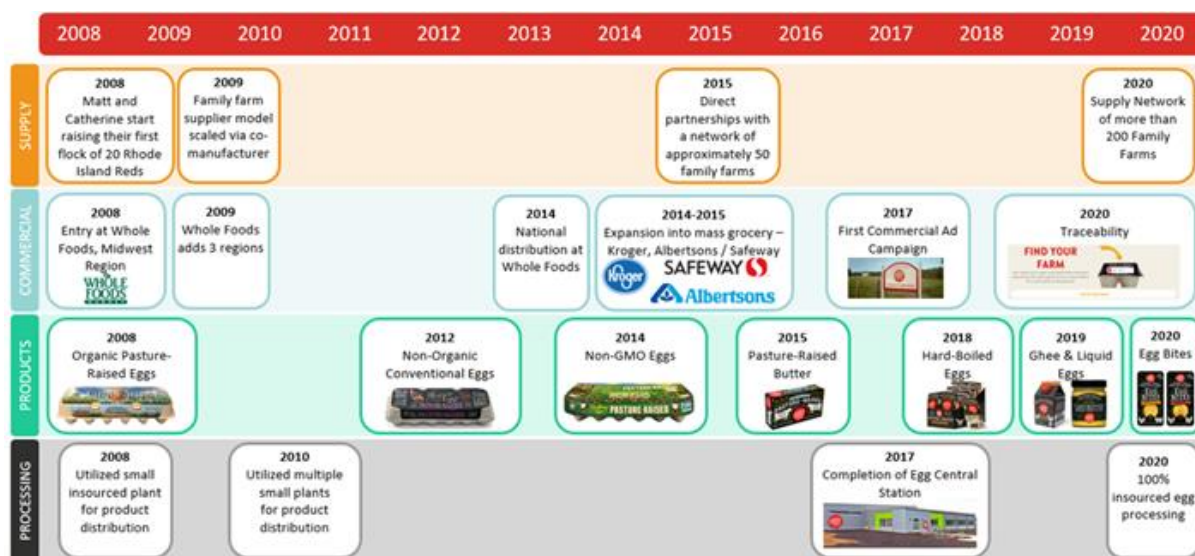 2008 2009 2010 2011 2012 2013 2014 2015 2016 2017 2018 2019 2020
SUPPLY
2008
Matt and
Catherine start
raising their first
flock of 20 Rhode
Island Reds
2009
Family farm
supplier model
scaled via co-
manufacturer
2015
Direct
partnerships with
a network of
approximately 50
family farms
2020
Supply Network
of more than
200 Family
Farms
COMMERCIAL
2008
Entry at Whole
Foods, Midwest
Region
WHOLE
FOODS
2009
Whole Foods
adds 3 regions
2014
National
distribution at
Whole Foods
2014-2015
Expansion into mass grocery –
Kroger, Albertsons / Safeway
Kroger
SAFEWAY
Albertsons
2017
First Commercial Ad
Campaign
2020
Traceability
FIND YOUR
FARM
PRODUCTS
2008
Organic Pasture-
Raised Eggs
2012
Non-Organic
Conventional Eggs
2014
Non-GMO Eggs
PASTURE RAISED
2015
Pasture-Raised
Butter
2018
Hard-Boiled
Eggs
2019
Ghee & Liquid
Eggs
2020
Egg Bites
EGG
BITES
EGG
BITES
PROCESSING
2008
Utilized small
insourced plant
for product
distribution
2010
Utilized multiple
small plants
for product
distribution
2017
Completion of Egg Central
Station
2020
100%
insourced egg
processing